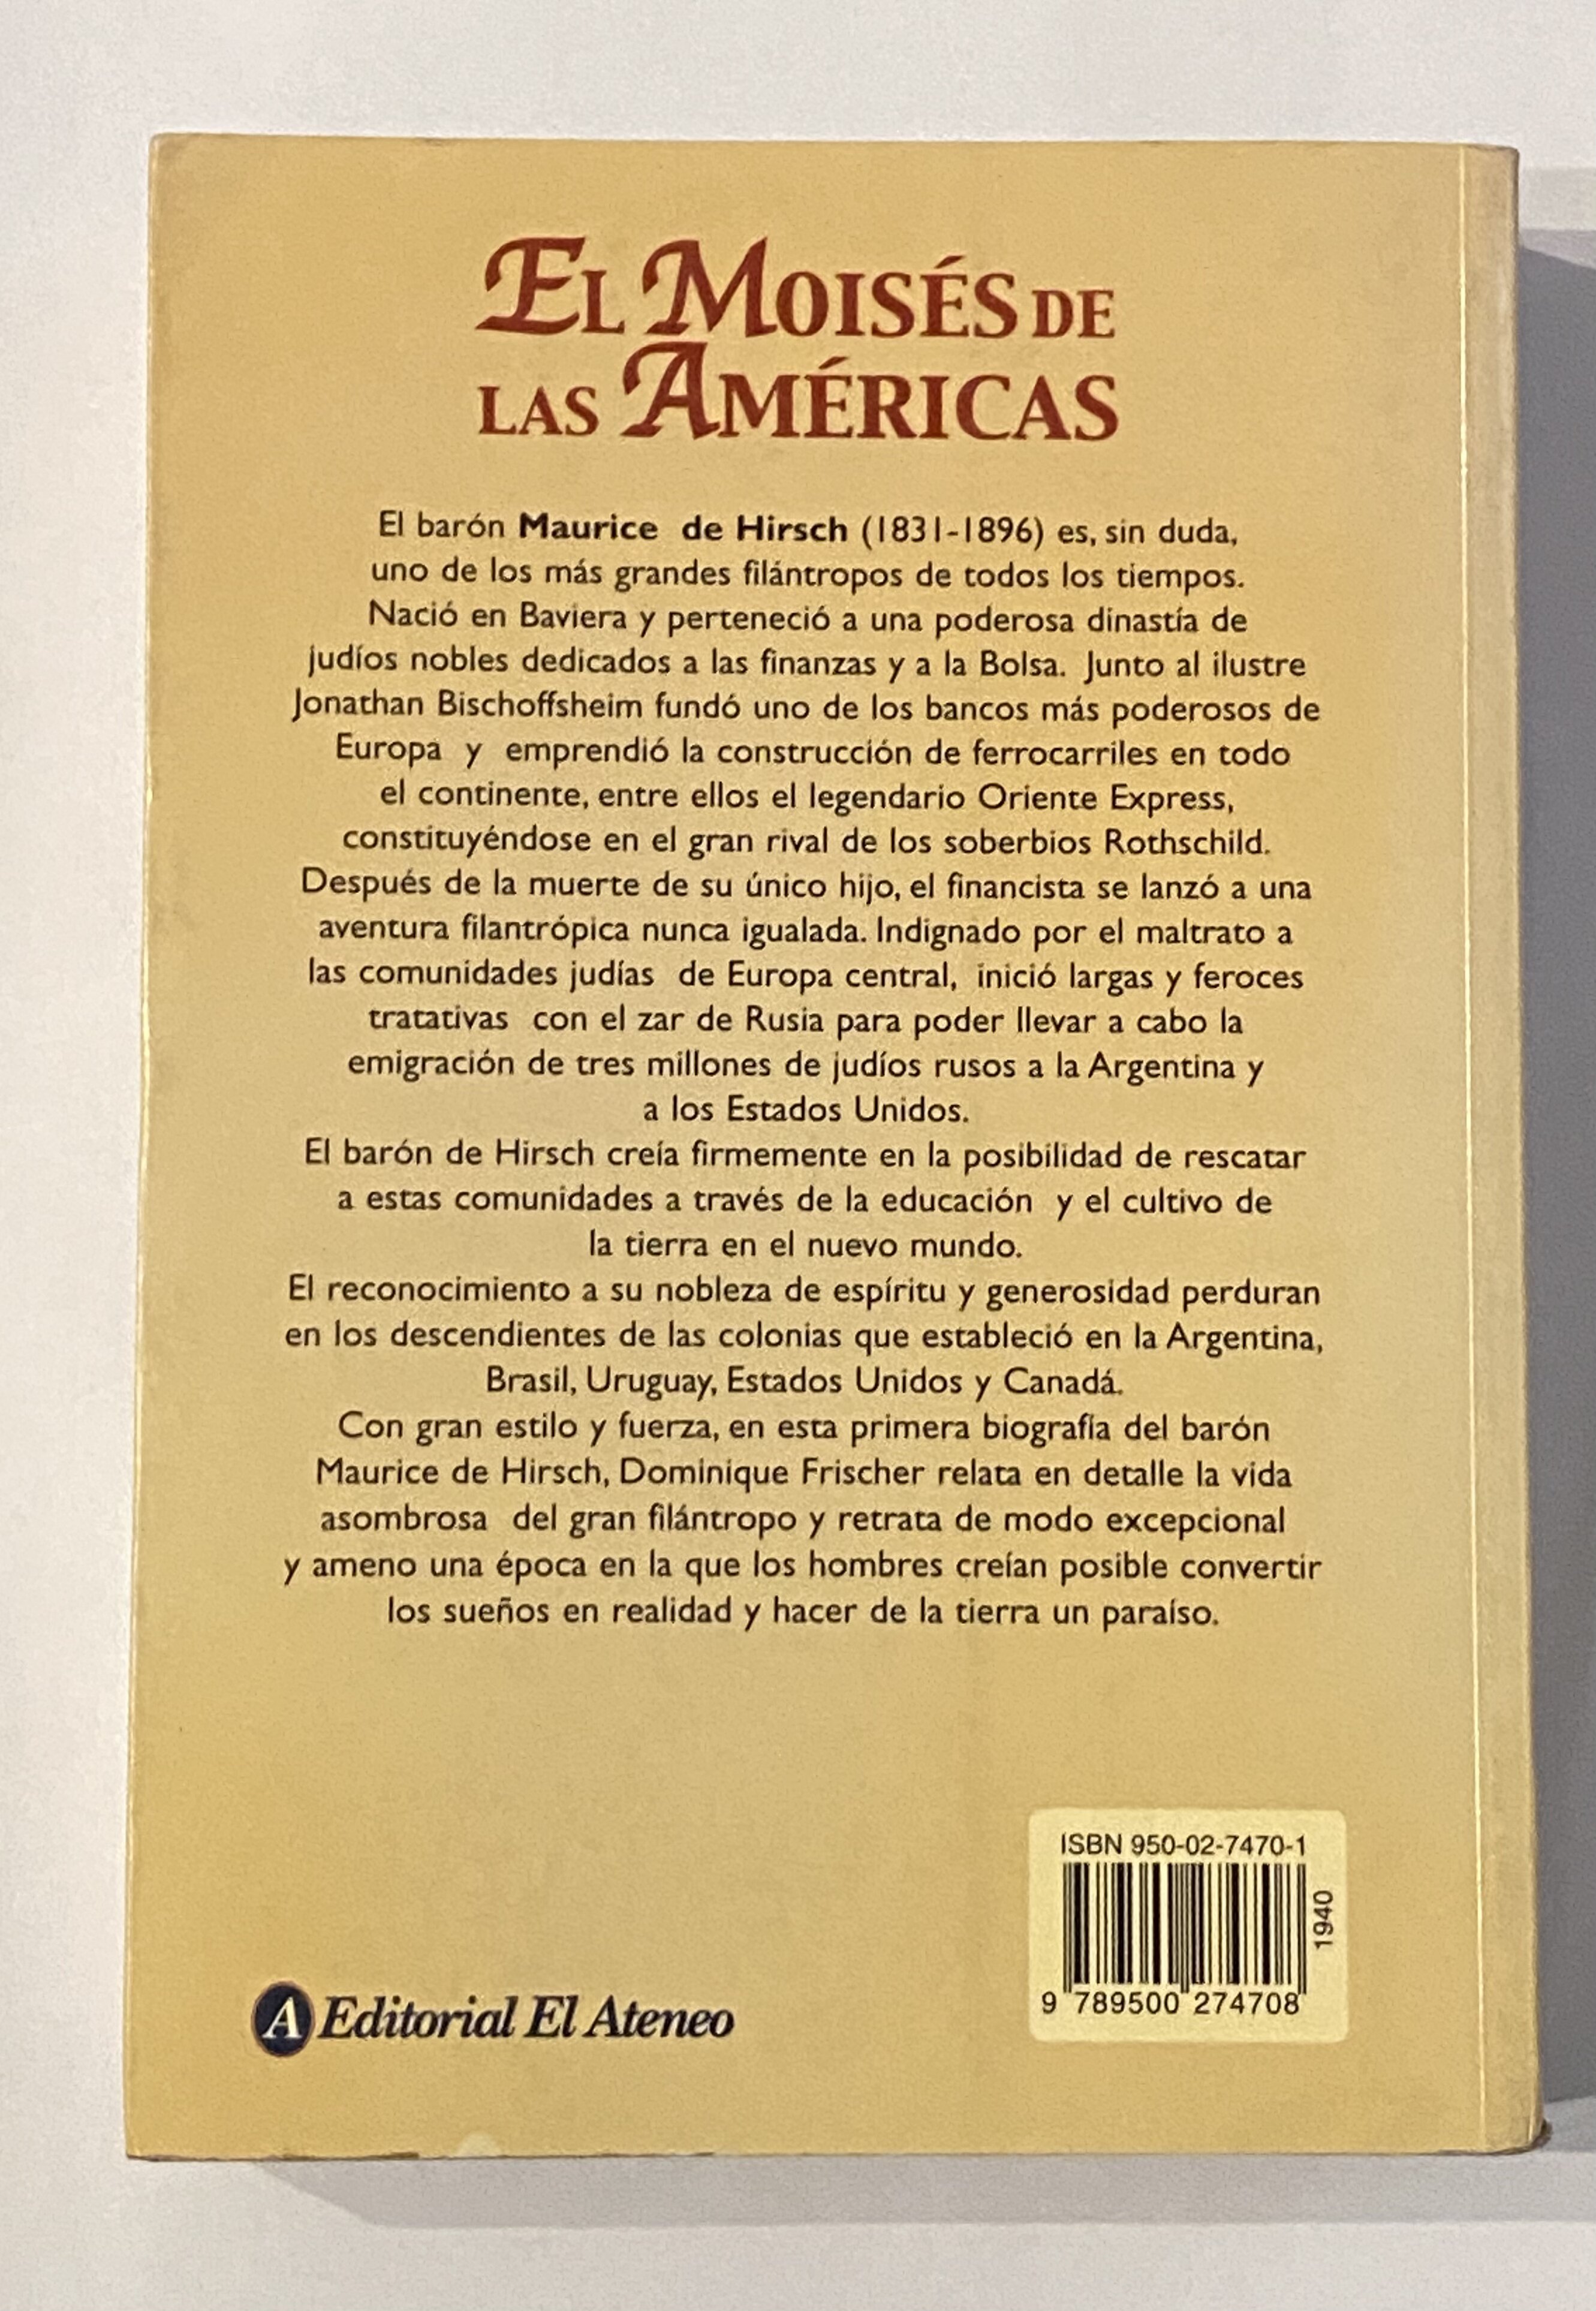 El Moisés de
las Américas
El barón Maurice de Hirsch (1831-1896) es, sin duda,
uno de los más grandes filántropos de todos los tiempos.
Nació en Baviera y perteneció a una poderosa dinastía de
judíos nobles dedicados a las finanzas y a la Bolsa. Junto al ilustre
Jonathan Bischoffsheim fundó uno de los bancos más poderosos de
Europa y emprendió la construcción de ferrocarriles en todo
el continente, entre ellos el legendario Oriente Express,
constituyéndose en el gran rival de los soberbios Rothschild.
Después de la muerte de su único hijo, el financista se lanzó a una
aventura filantrópica nunca igualada. Indignado por el maltrato a
las comunidades judías de Europa central, inició largas y feroces
tratativas con el zar de Rusia para poder llevar a cabo la
emigración de tres millones de judíos rusos a la Argentina y
a los Estados Unidos.
El barón de Hirsch creía firmemente en la posibilidad de rescatar
a estas comunidades a través de la educación y el cultivo de
la tierra en el nuevo mundo.
El reconocimiento a su nobleza de espíritu y generosidad perduran
en los descendientes de las colonias que estableció en la Argentina,
Brasil, Uruguay, Estados Unidos y Canadá.
Con gran estilo y fuerza, en esta primera biografía del barón
Maurice de Hirsch, Dominique Frischer relata en detalle la vida
asombrosa del gran filántropo y retrata de modo excepcional
y ameno una época en la que los hombres creían posible convertir
los sueños en realidad y hacer de la tierra un paraíso.
ISBN 950-02-7470-1
1940
9 789500 274708
A Editorial El Ateneo